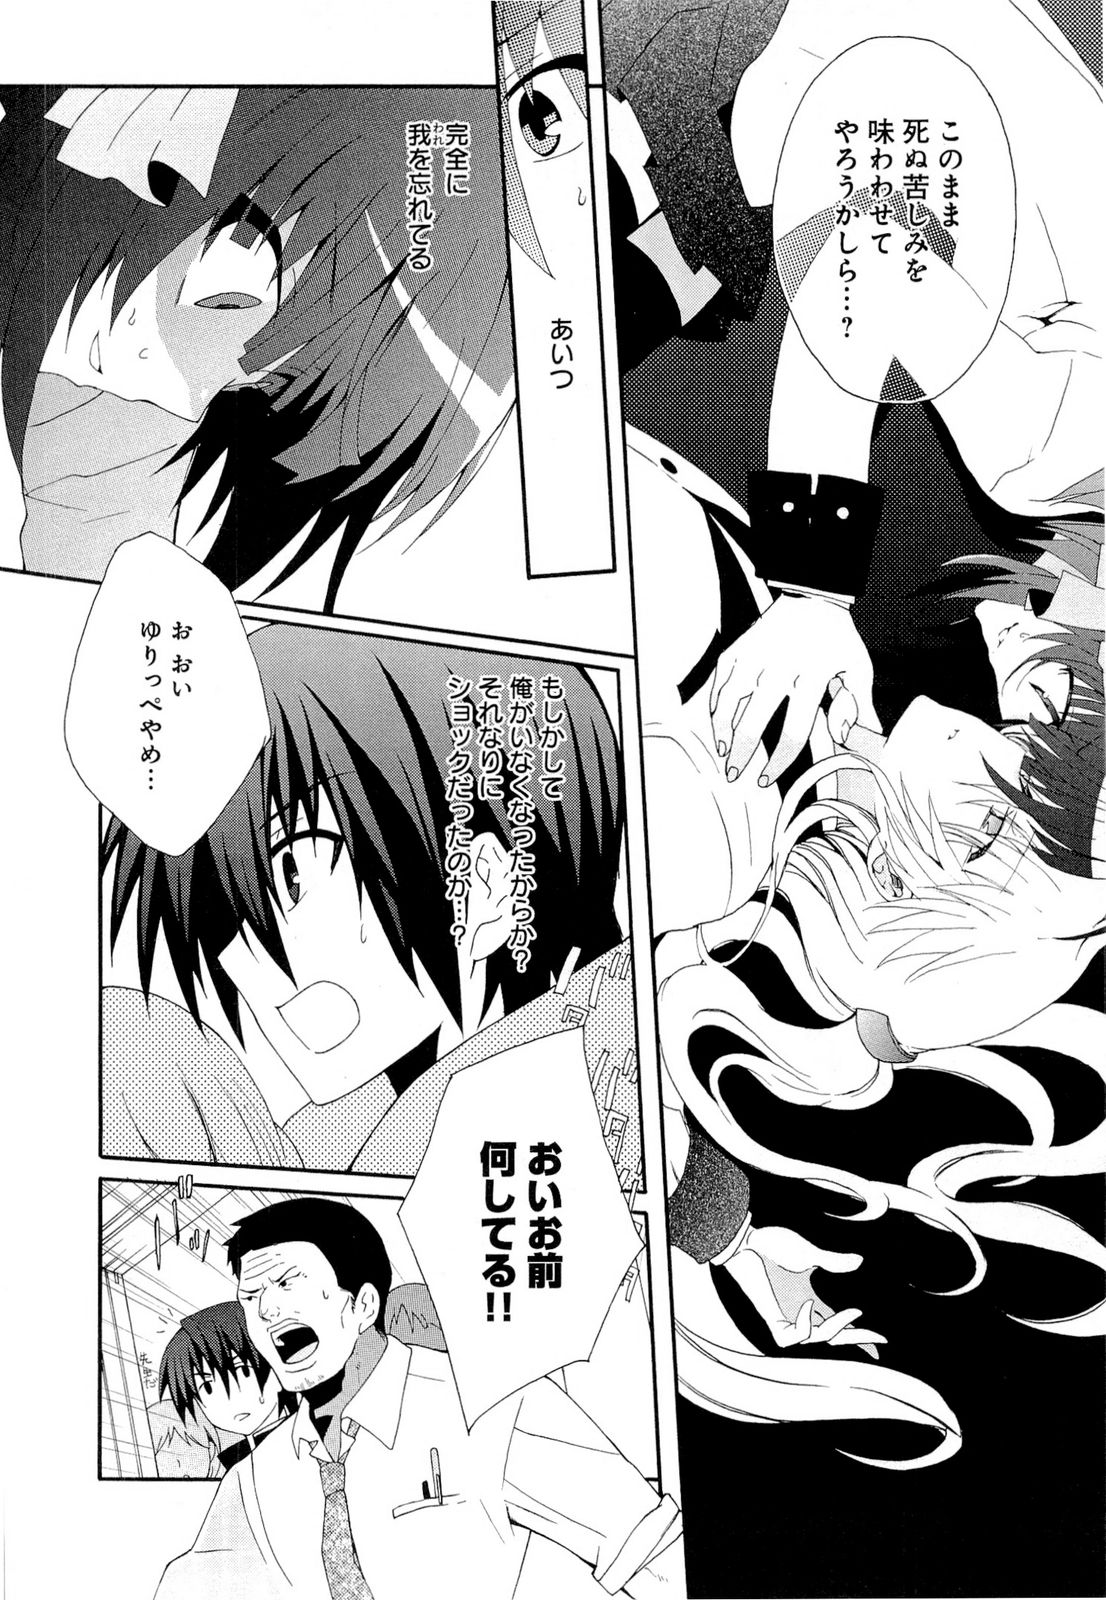 このまま
死ぬ苦しみを
味わわせて
やろうかしら…?
あいつ
完全に
我を忘れてる
われ
もしかして
俺がいなくなったからか?
それなりに
ショックだったのか…?
お おい
ゆりっぺやめ…
おいお前
何してる!!